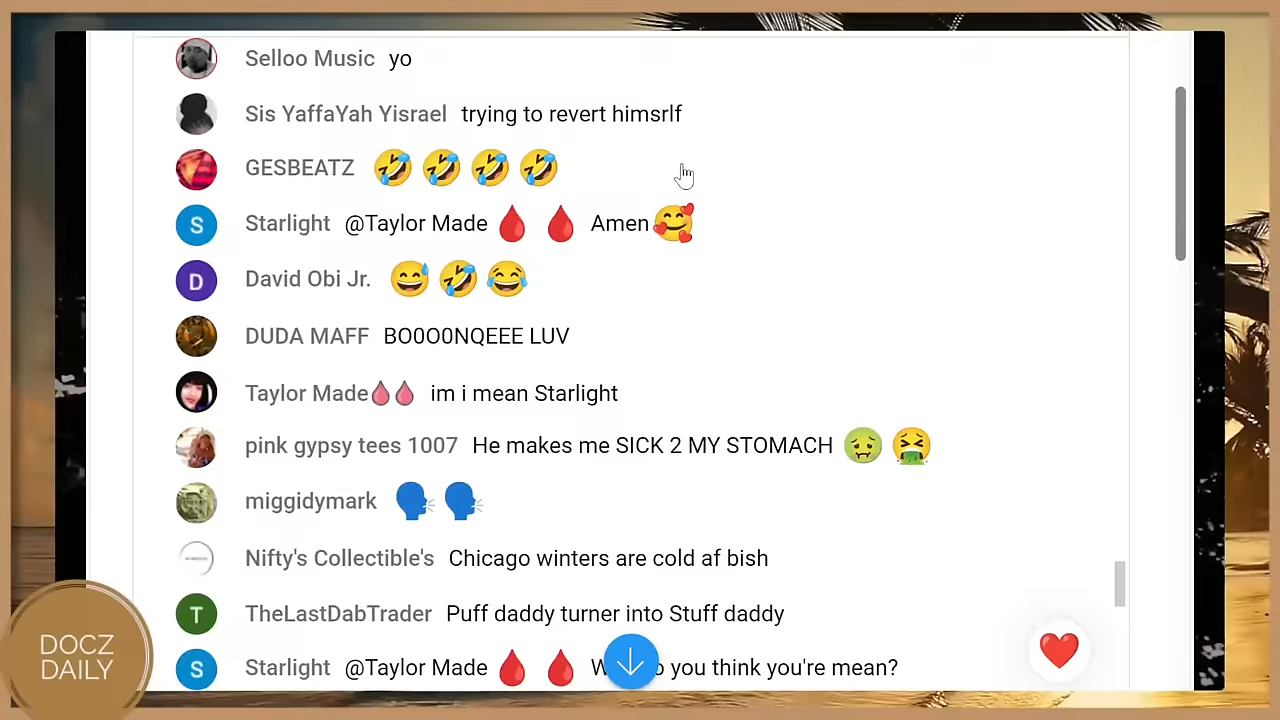 Selloo Music yo
Sis YaffaYah Yisrael trying to revert himsrlf
GESBEATZ 🤣🤣🤣🤣
S Starlight @Taylor Made🩸🩸 Amen🥰
D David Obi Jr. 😅🤣😂
DUDA MAFF BO0O0NQEEE LUV
Taylor Made🩸🩸 im i mean Starlight
pink gypsy tees 1007 He makes me SICK 2 MY STOMACH 🤢🤮
miggidymark 🗣🗣
Nifty's Collectible's Chicago winters are cold af bish
T TheLastDabTrader Puff daddy turner into Stuff daddy
S Starlight @Taylor Made🩸🩸 you think you're mean?
DOCZ
DAILY